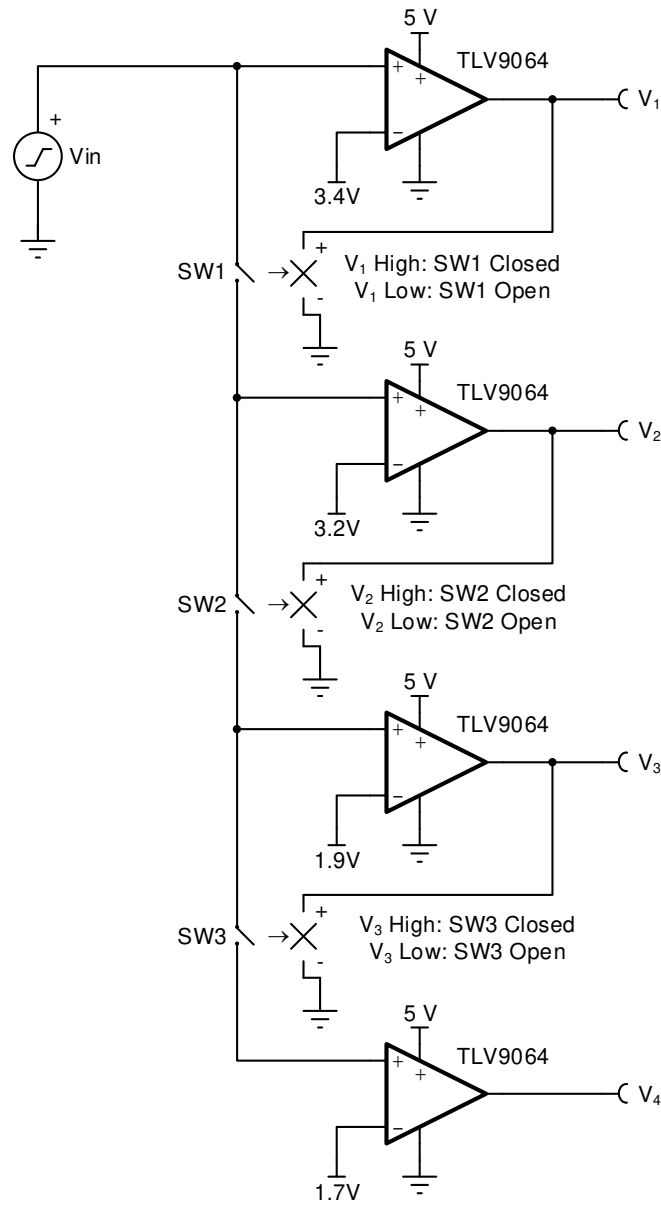 5 V
TLV9064
+
+
V₁
+
−
Vin
3.4V
+
SW1
→
V₁ High: SW1 Closed
-
V₁ Low: SW1 Open
5 V
TLV9064
+
+
V₂
−
3.2V
+
SW2
→
V₂ High: SW2 Closed
-
V₂ Low: SW2 Open
5 V
TLV9064
+
+
V₃
−
1.9V
+
SW3
→
V₃ High: SW3 Closed
-
V₃ Low: SW3 Open
5 V
TLV9064
+
+
V₄
−
1.7V